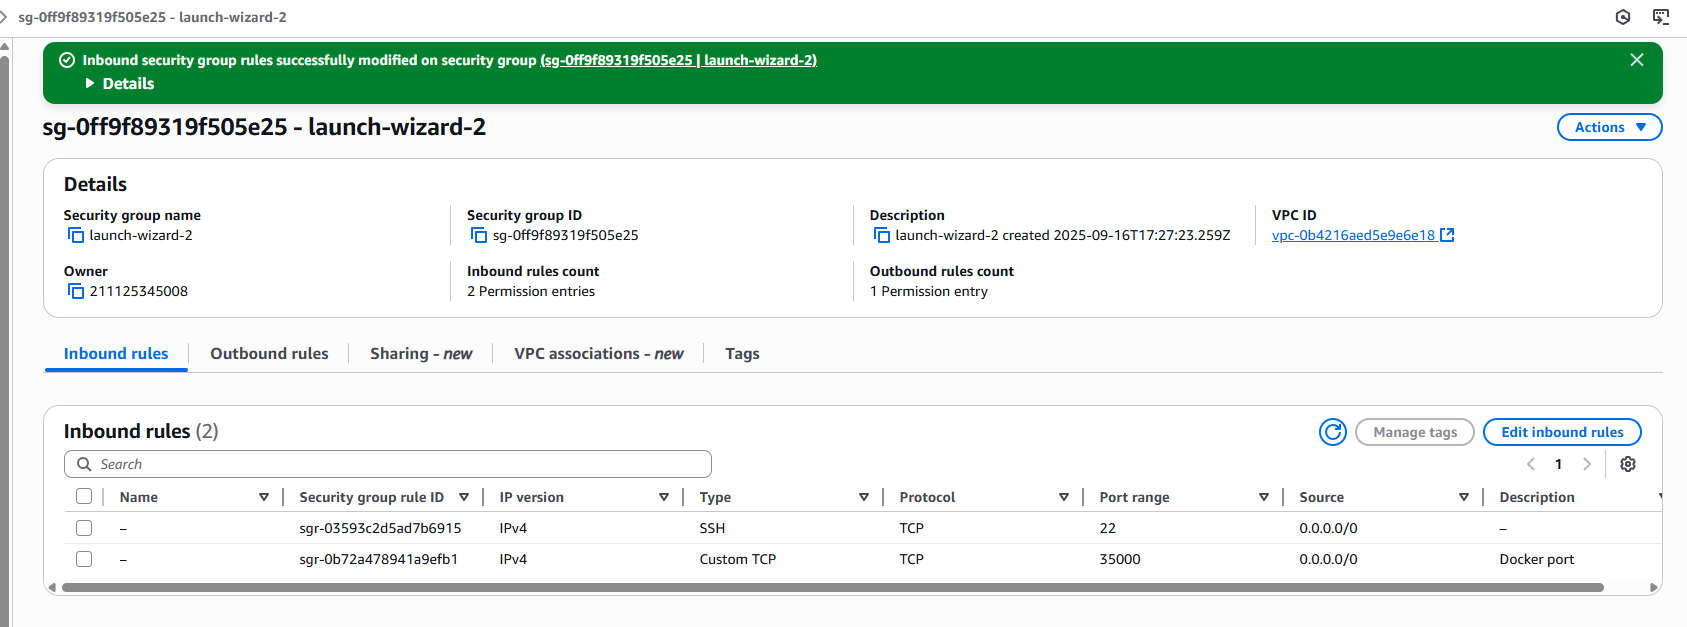 sg-0ff9f89319f505e25 - launch-wizard-2
Inbound security group rules successfully modified on security group (sg-0ff9f89319f505e25 | launch-wizard-2)
Details
sg-0ff9f89319f505e25 - launch-wizard-2
Actions
Details
Security group name
launch-wizard-2
Security group ID
sg-0ff9f89319f505e25
Description
launch-wizard-2 created 2025-09-16T17:27:23.259Z
VPC ID
vpc-0b4216aed5e9e6e18
Owner
211125345008
Inbound rules count
2 Permission entries
Outbound rules count
1 Permission entry
Inbound rules Outbound rules Sharing - new VPC associations - new Tags
Inbound rules (2)
Manage tags Edit inbound rules
Search
1
Name Security group rule ID IP version Type Protocol Port range Source Description
– sgr-03593c2d5ad7b6915 IPv4 SSH TCP 22 0.0.0.0/0 –
– sgr-0b72a478941a9efb1 IPv4 Custom TCP TCP 35000 0.0.0.0/0 Docker port